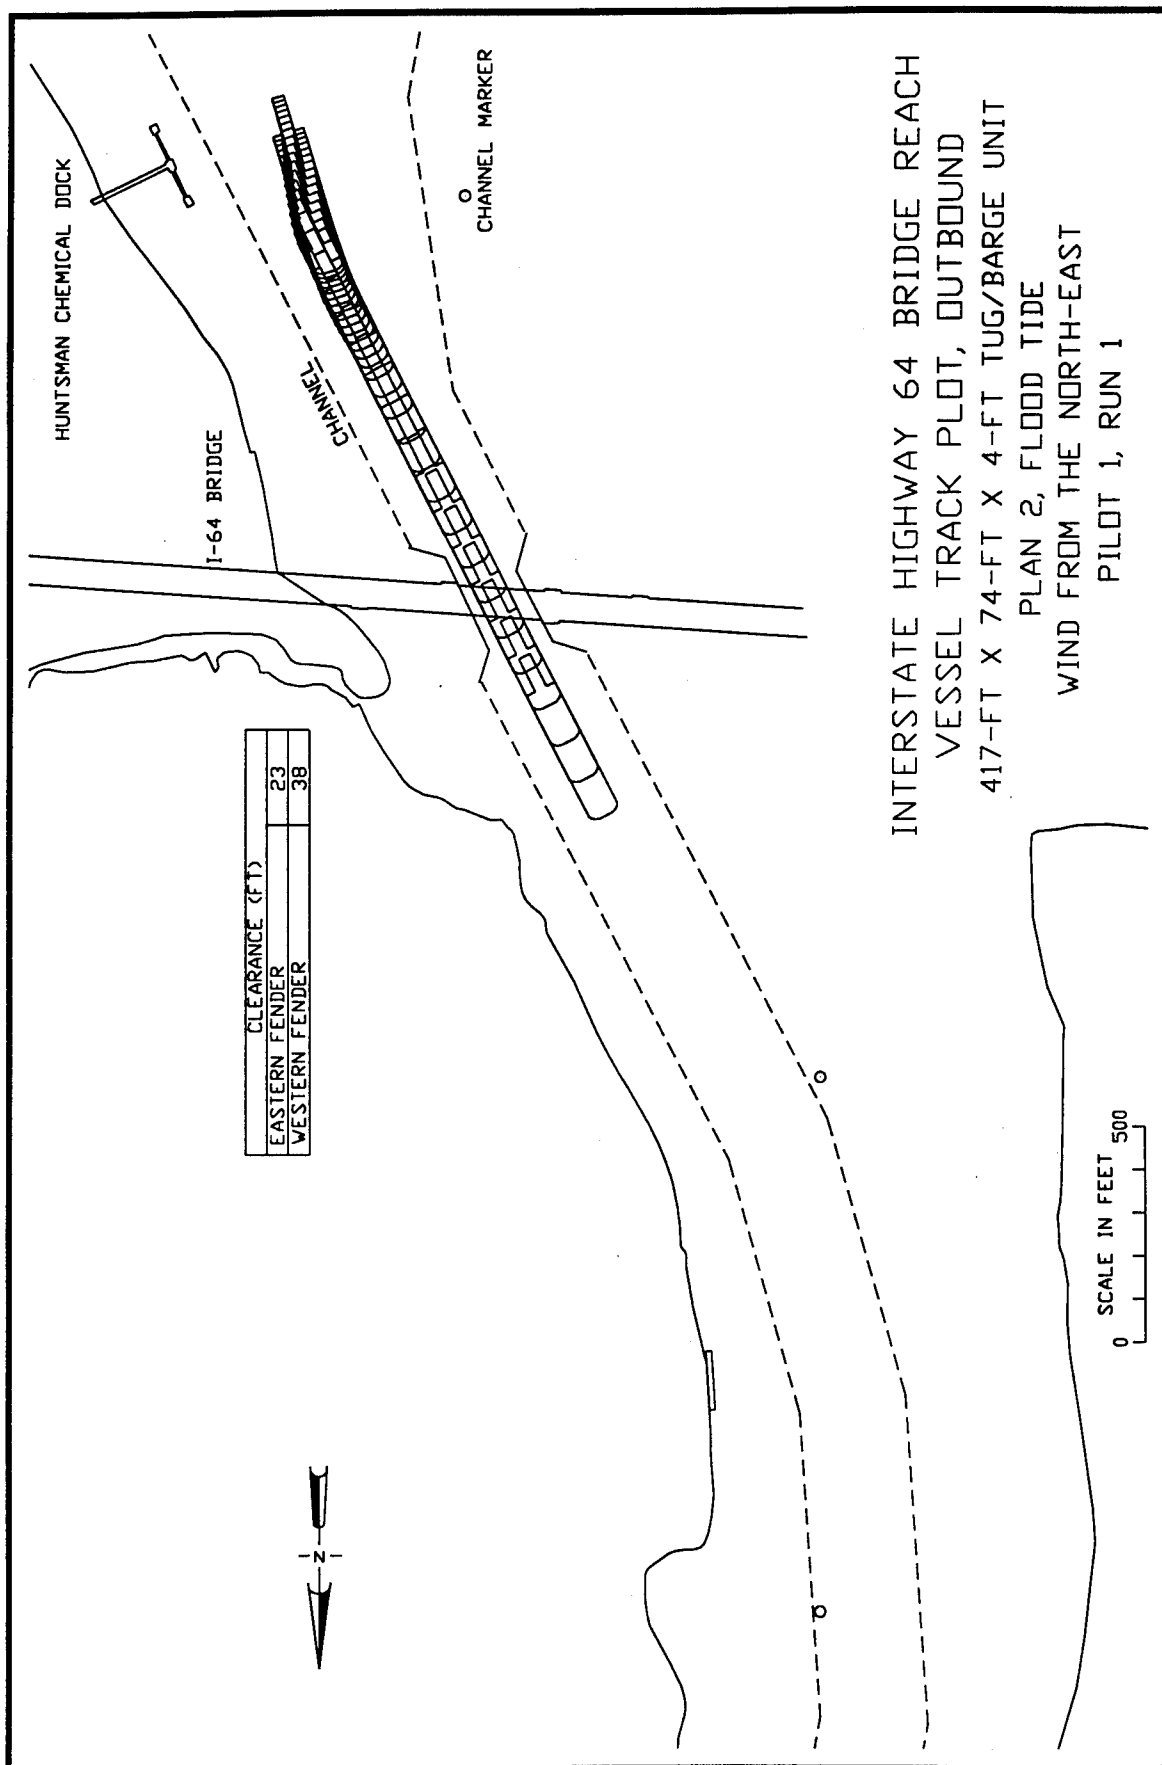 HUNTSMAN CHEMICAL DOCK
CHANNEL MARKER
CHANNEL
I-64 BRIDGE
CLEARANCE (FT)
EASTERN FENDER 23
WESTERN FENDER 38
N
INTERSTATE HIGHWAY 64 BRIDGE REACH
VESSEL TRACK PLOT, OUTBOUND
417-FT X 74-FT X 4-FT TUG/BARGE UNIT
PLAN 2, FLOOD TIDE
WIND FROM THE NORTH-EAST
PILOT 1, RUN 1
SCALE IN FEET
0 500